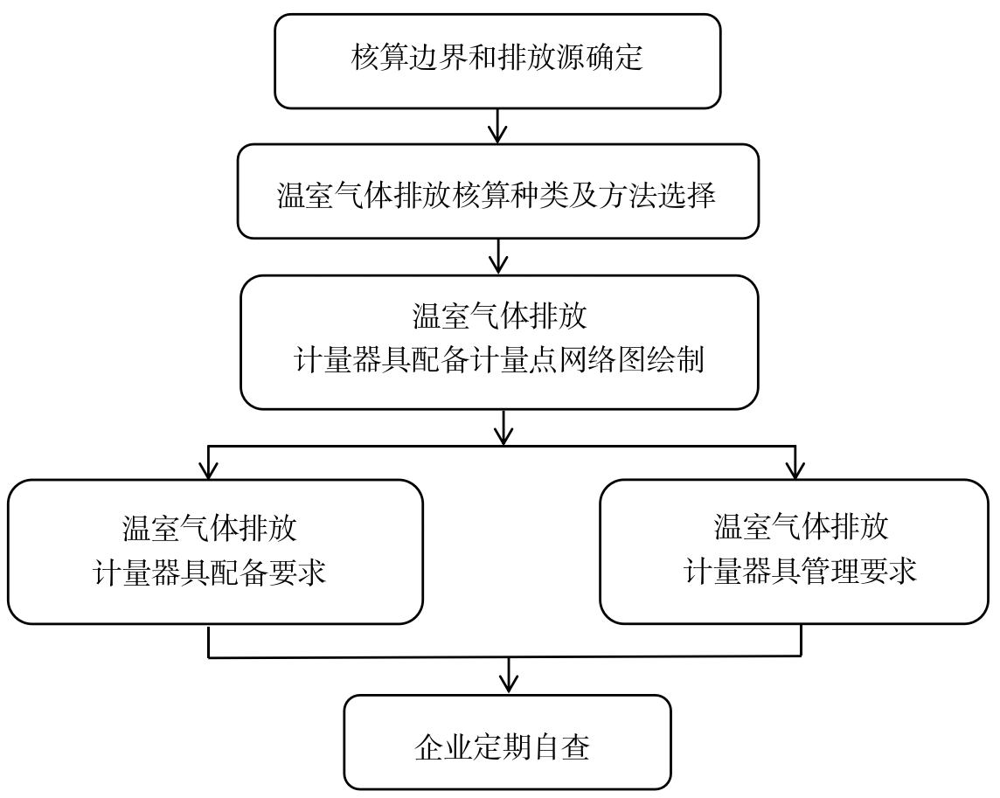 核算边界和排放源确定
温室气体排放核算种类及方法选择
温室气体排放
计量器具配备计量点网络图绘制
温室气体排放
计量器具配备要求
温室气体排放
计量器具管理要求
企业定期自查